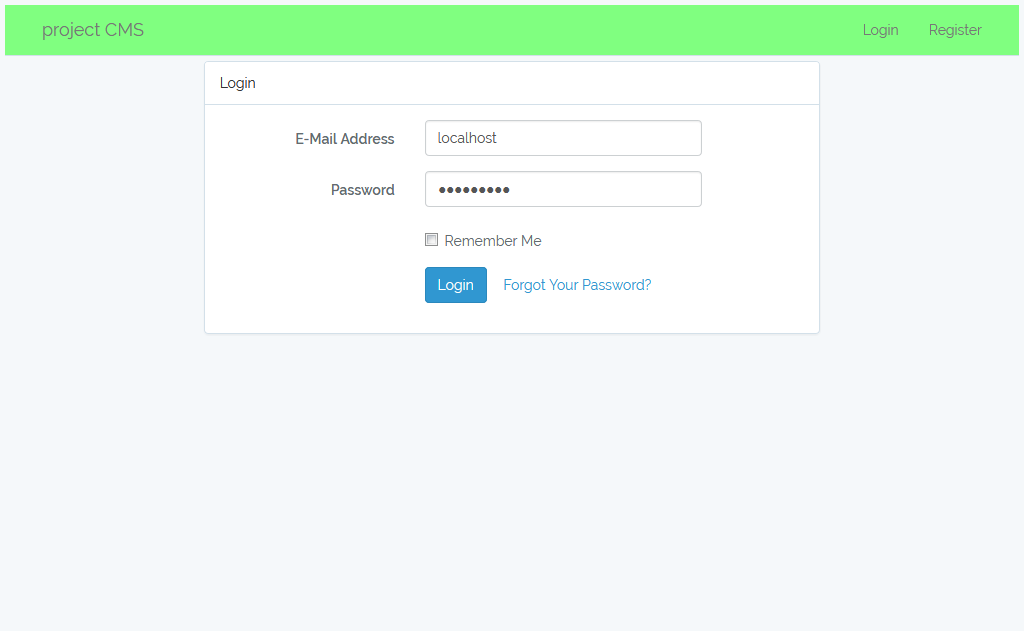 project CMS Login Register
Login
E-Mail Address localhost
Password ●●●●●●●●●
Remember Me
Login Forgot Your Password?